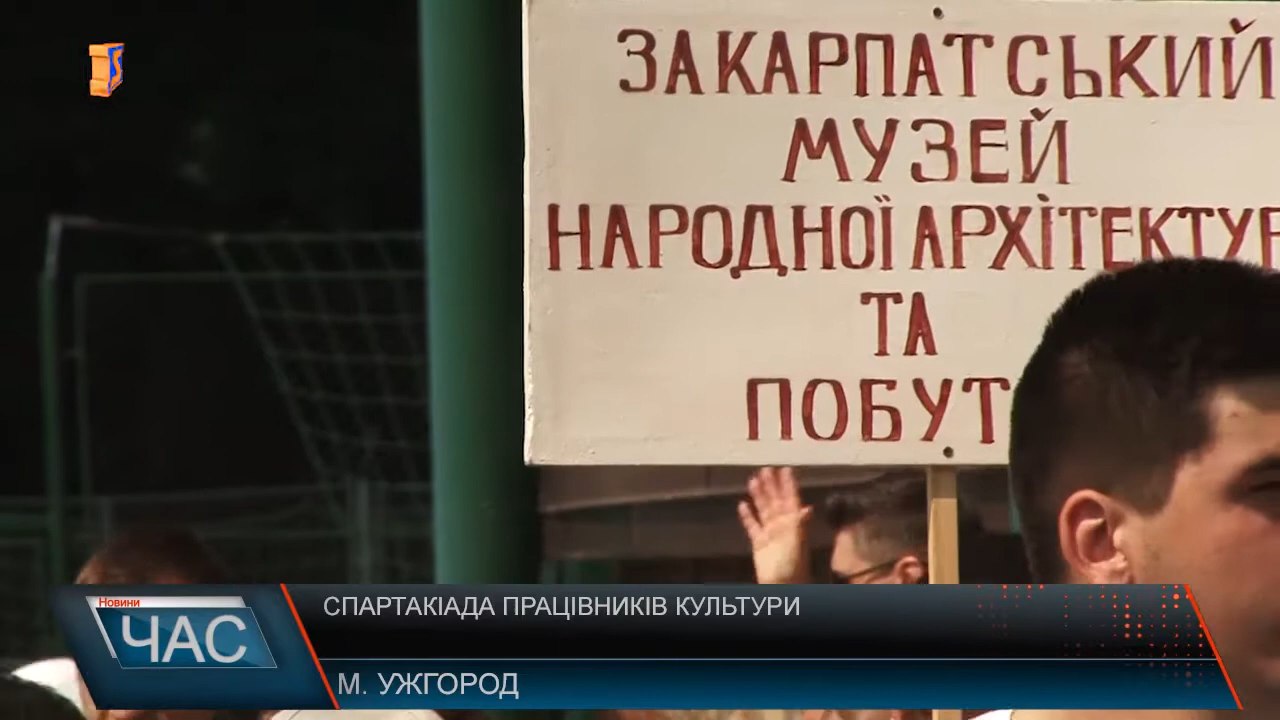 ЗАКАРПАТСЬКИЙ
МУЗЕЙ
НАРОДНОЇ АРХІТЕКТУР
ТА
ПОБУТ
Новини
ЧАС
СПАРТАКІАДА ПРАЦІВНИКІВ КУЛЬТУРИ
М. УЖГОРОД